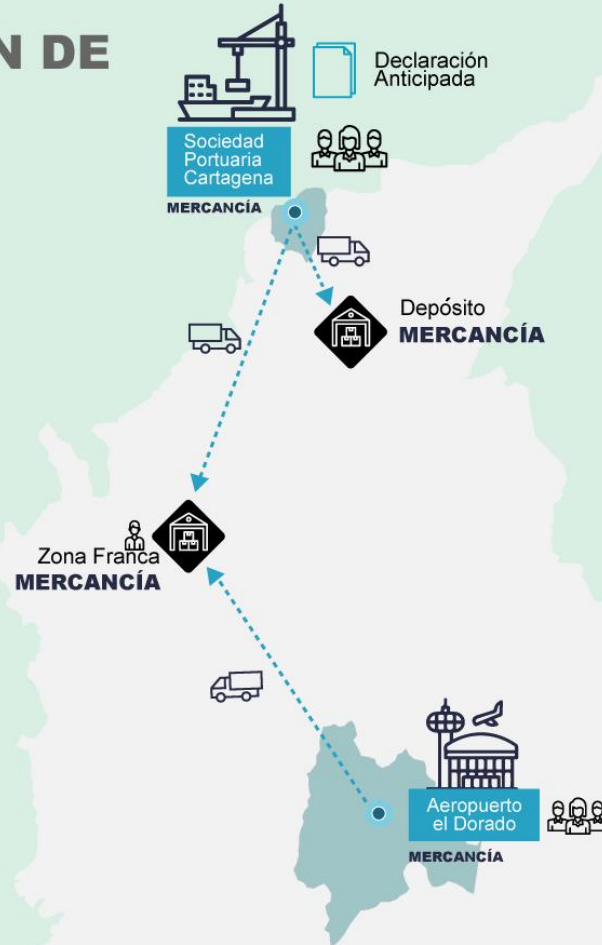 N DE
Declaración
Anticipada
Sociedad
Portuaria
Cartagena
MERCANCÍA
Depósito
MERCANCÍA
Zona Franca
MERCANCÍA
Aeropuerto
el Dorado
MERCANCÍA